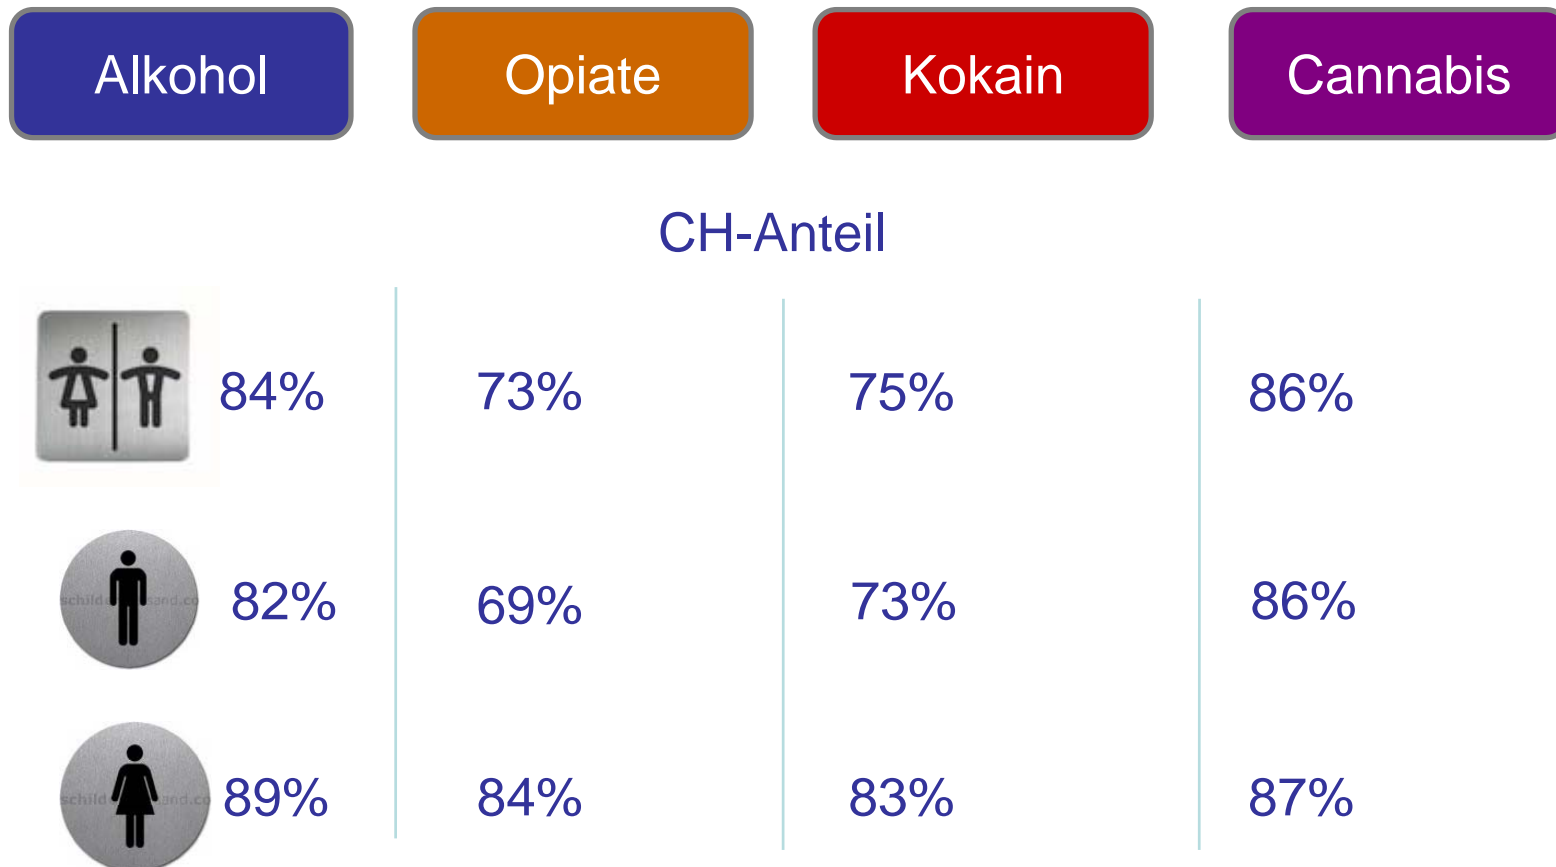 Alkohol Opiate Kokain Cannabis
CH-Anteil
84% 73% 75% 86%
82% 69% 73% 86%
89% 84% 83% 87%